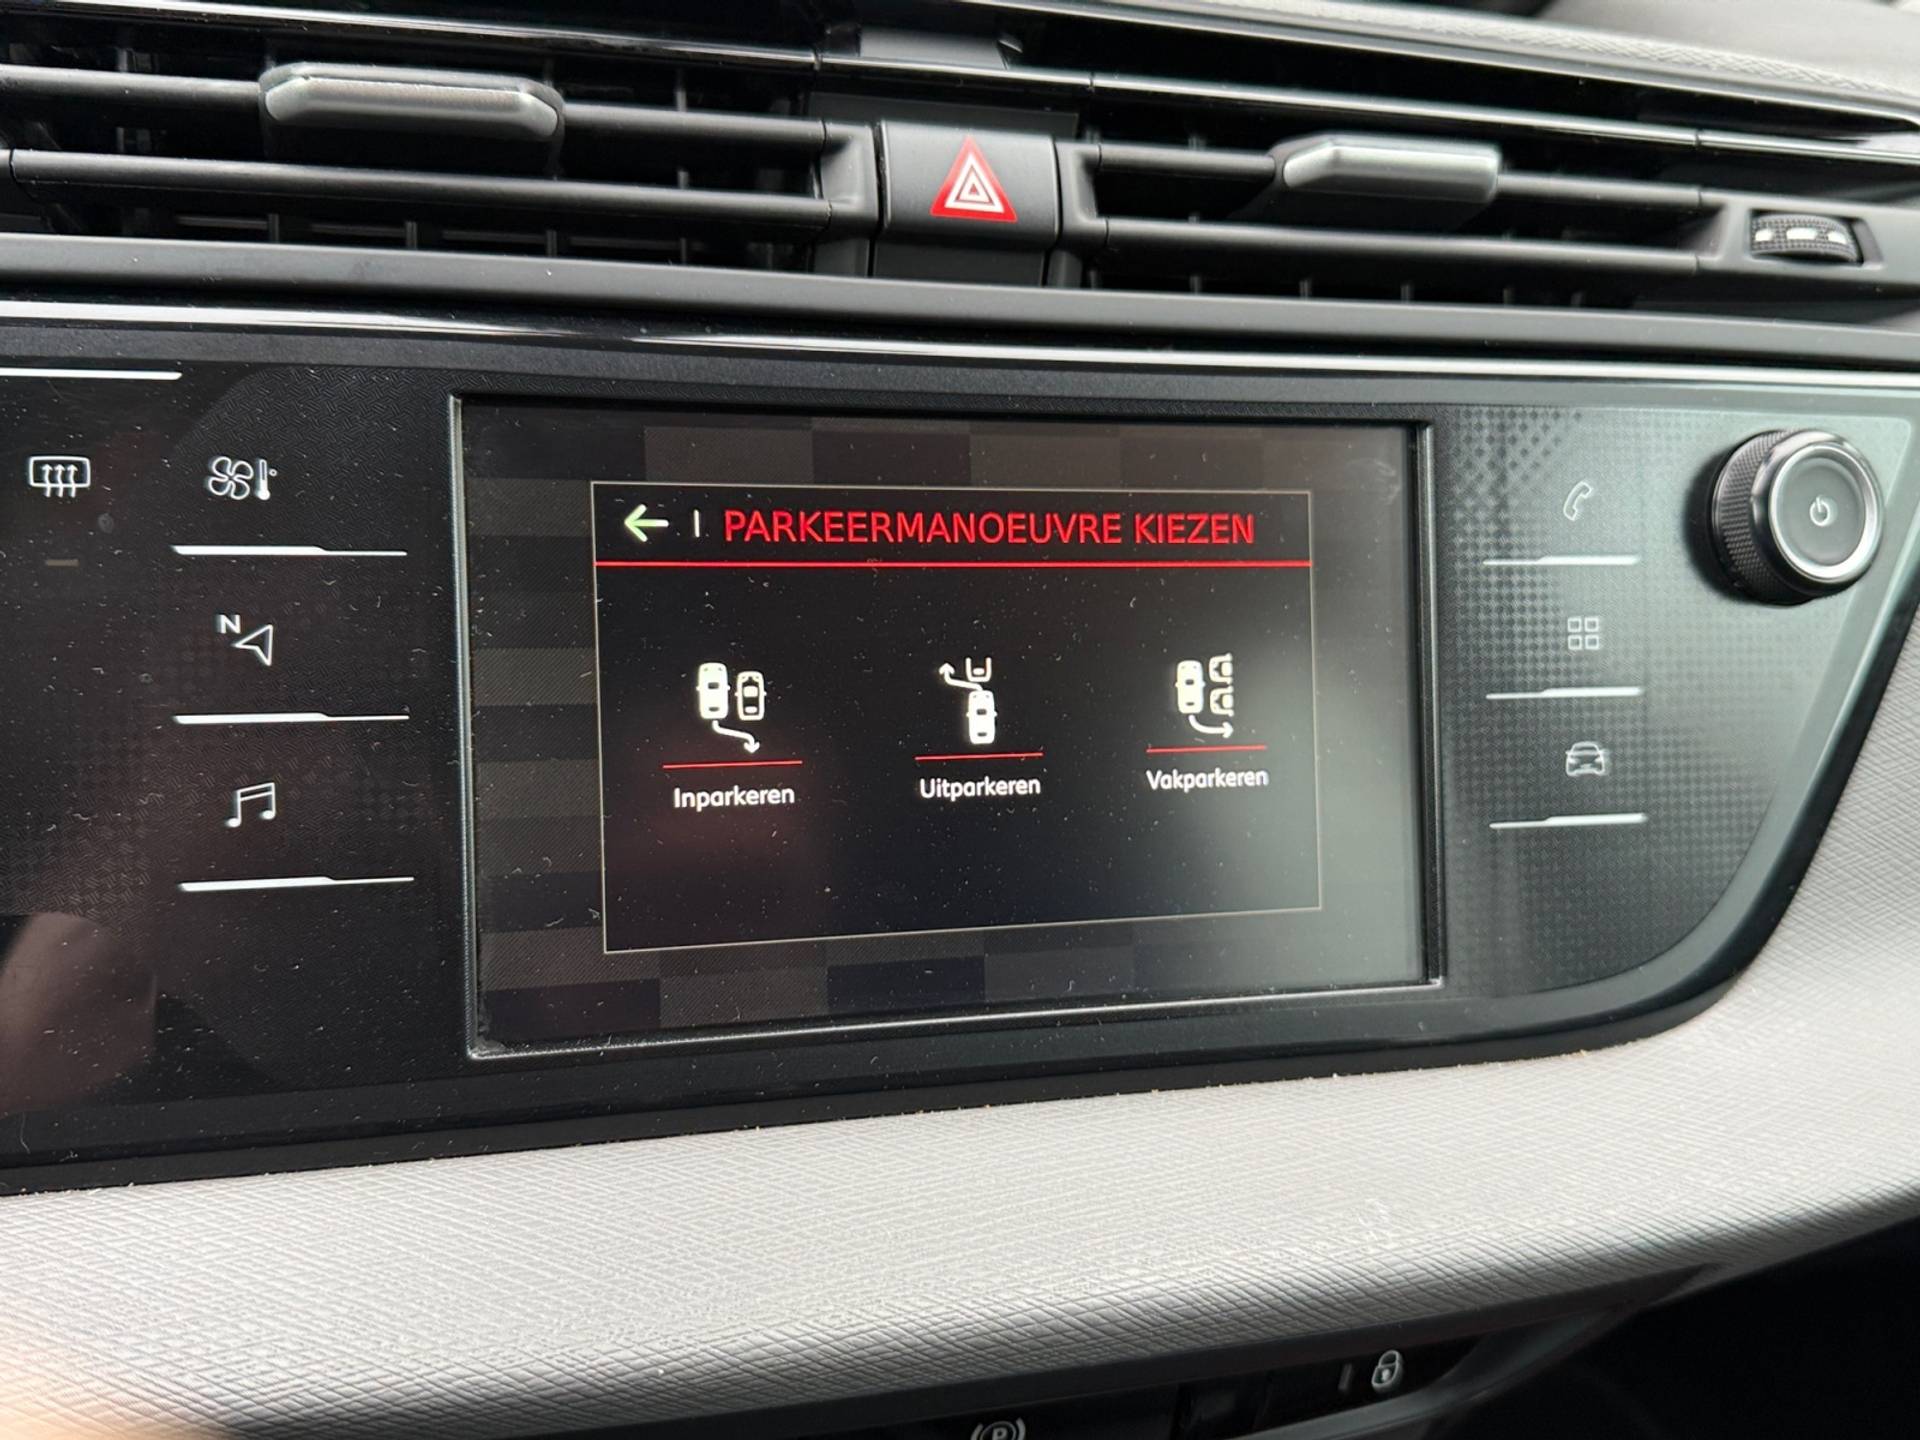 PARKEERMANOEUVRE KIEZEN
N
Inparkeren
Uitparkeren
Vakparkeren
P